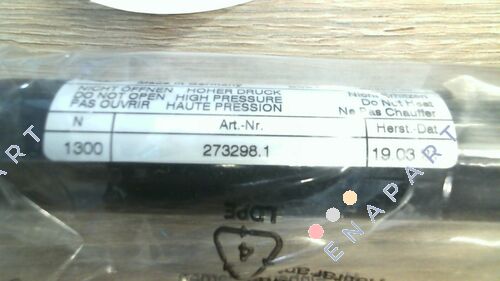 Made in Germany
NICHT ÖFFNEN HOHER DRUCK Nicht erhitzen
DO NOT OPEN HIGH PRESSURE Do Not Heat
PAS OUVRIR HAUTE PRESSION Ne Pas Chauffer
N Art.-Nr. Herst.-Dat
1300 273298.1 19.03
ENAPART
LDPE
4